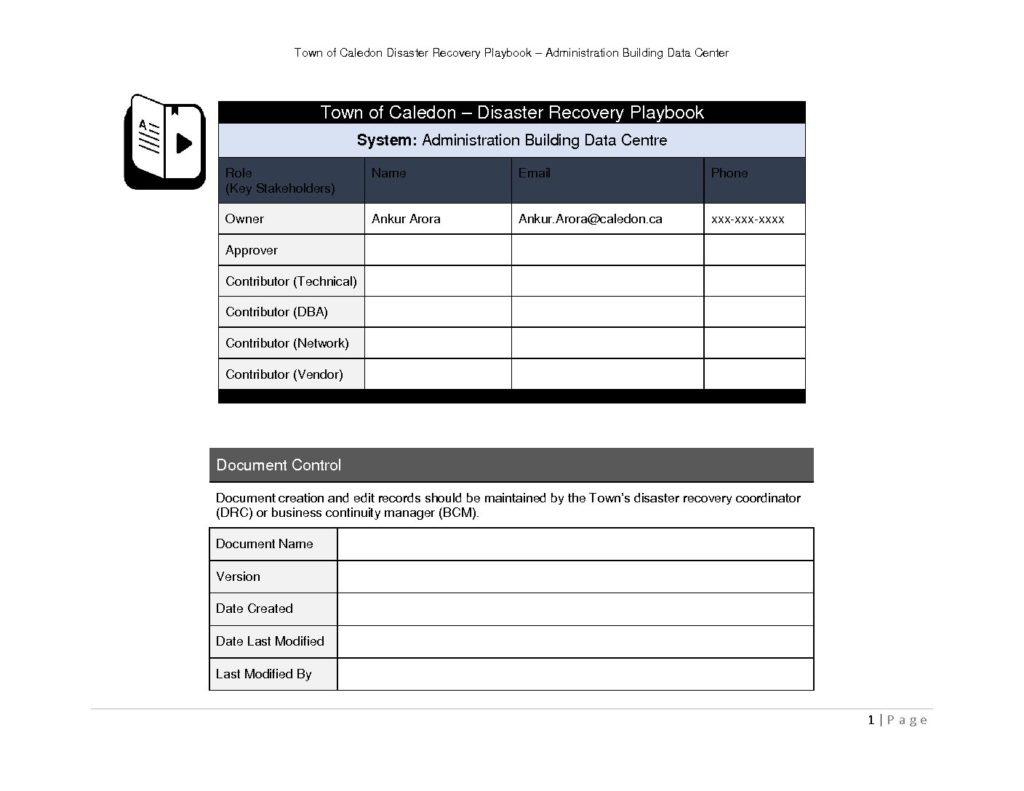 Town of Caledon Disaster Recovery Playbook – Administration Building Data Center
A
Town of Caledon – Disaster Recovery Playbook
System: Administration Building Data Centre
Role Name Email Phone
(Key Stakeholders)
Owner Ankur Arora Ankur.Arora@caledon.ca xxx-xxx-xxxx
Approver
Contributor (Technical)
Contributor (DBA)
Contributor (Network)
Contributor (Vendor)
Document Control
Document creation and edit records should be maintained by the Town's disaster recovery coordinator
(DRC) or business continuity manager (BCM).
Document Name
Version
Date Created
Date Last Modified
Last Modified By
1 | Page